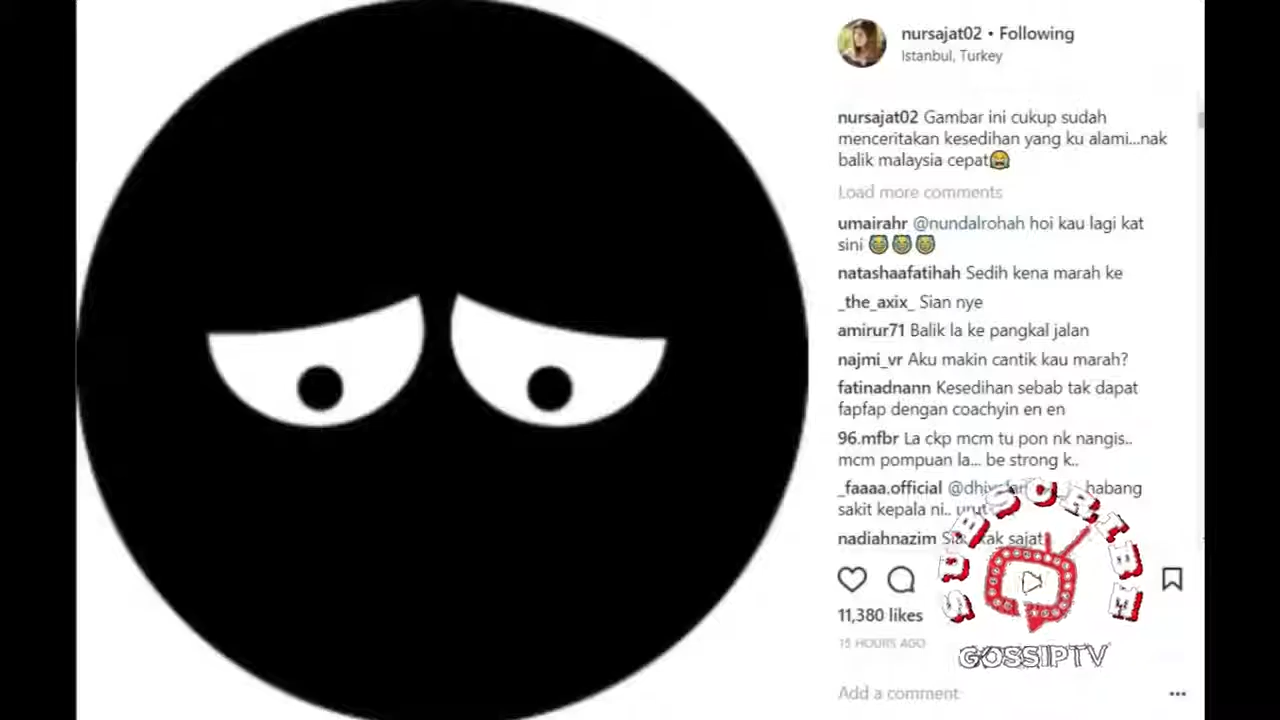 nursajat02 • Following
Istanbul, Turkey
nursajat02 Gambar ini cukup sudah
menceritakan kesedihan yang ku alami...nak
balik malaysia cepat
Load more comments
umairahr @nundalrohah hoi kau lagi kat
sini
natashaafatihah Sedih kena marah ke
_the_axix_ Sian nye
amirur71 Balik la ke pangkal jalan
najmi_vr Aku makin cantik kau marah?
fatinadnann Kesedihan sebab tak dapat
fapfap dengan coachyin en en
96.mfbr La ckp mcm tu pon nk nangis..
mcm pompuan la... be strong k..
_faaaa.official habang
sakit kepala ni..
nadiahnazim kak sajat
SUBSCRIBE
11,380 likes
15 HOURS AGO
GOSSIPTV
Add a comment